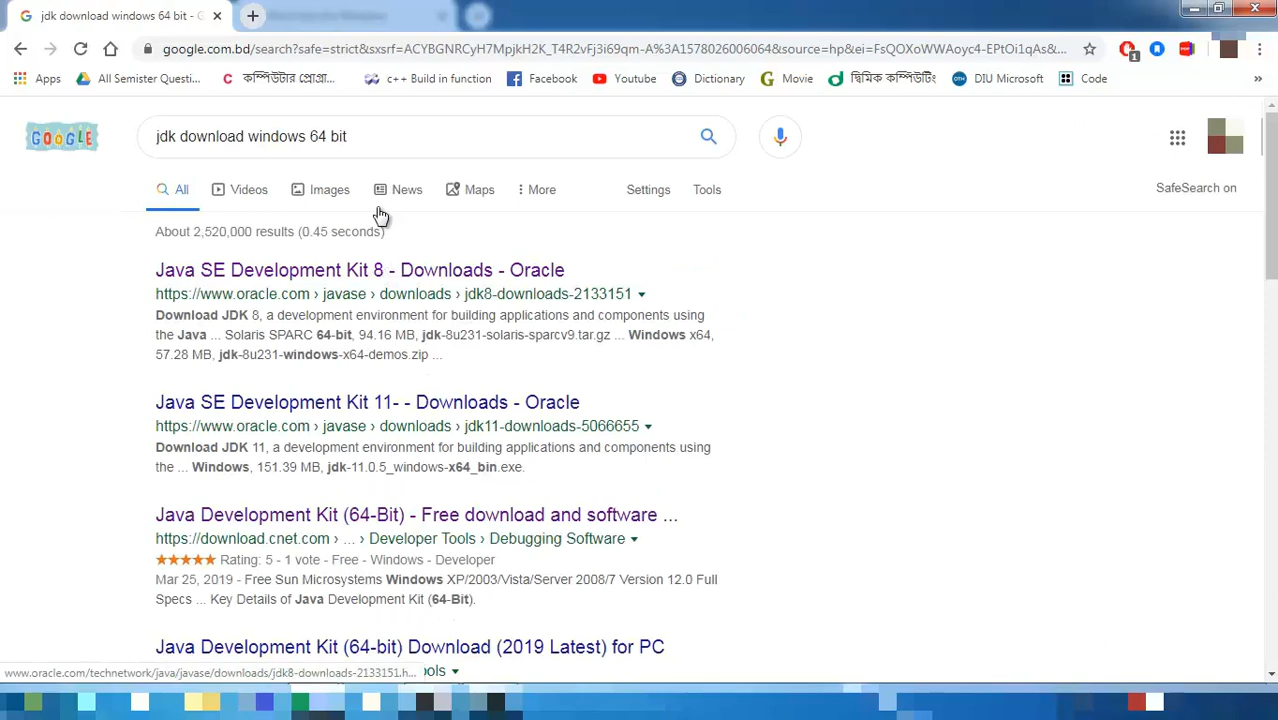 jdk download windows 64 bit - G
google.com.bd/search?safe=strict&sxsrf=ACYBGNRCyH7MpjkH2K_T4R2vFj3i69qm-A%3A1578026006064&source=hp&ei=FsQOXoWWAoyc4-EPtOi1qAs&...
Apps All Semister Questi... কম্পিউটার প্রোগ্রা... c++ Build in function Facebook Youtube Dictionary Movie দ্বিমিক কম্পিউটিং DIU Microsoft Code »
GOOGLE jdk download windows 64 bit
All Videos Images News Maps More Settings Tools SafeSearch on
About 2,520,000 results (0.45 seconds)
Java SE Development Kit 8 - Downloads - Oracle
https://www.oracle.com › javase › downloads › jdk8-downloads-2133151
Download JDK 8, a development environment for building applications and components using
the Java ... Solaris SPARC 64-bit, 94.16 MB, jdk-8u231-solaris-sparcv9.tar.gz ... Windows x64,
57.28 MB, jdk-8u231-windows-x64-demos.zip ...
Java SE Development Kit 11- - Downloads - Oracle
https://www.oracle.com › javase › downloads › jdk11-downloads-5066655
Download JDK 11, a development environment for building applications and components using
the ... Windows, 151.39 MB, jdk-11.0.5_windows-x64_bin.exe.
Java Development Kit (64-Bit) - Free download and software ...
https://download.cnet.com › ... › Developer Tools › Debugging Software
Rating: 5 - 1 vote - Free - Windows - Developer
Mar 25, 2019 - Free Sun Microsystems Windows XP/2003/Vista/Server 2008/7 Version 12.0 Full
Specs ... Key Details of Java Development Kit (64-Bit).
Java Development Kit (64-bit) Download (2019 Latest) for PC
www.oracle.com/technetwork/java/javase/downloads/jdk8-downloads-2133151.h... ools